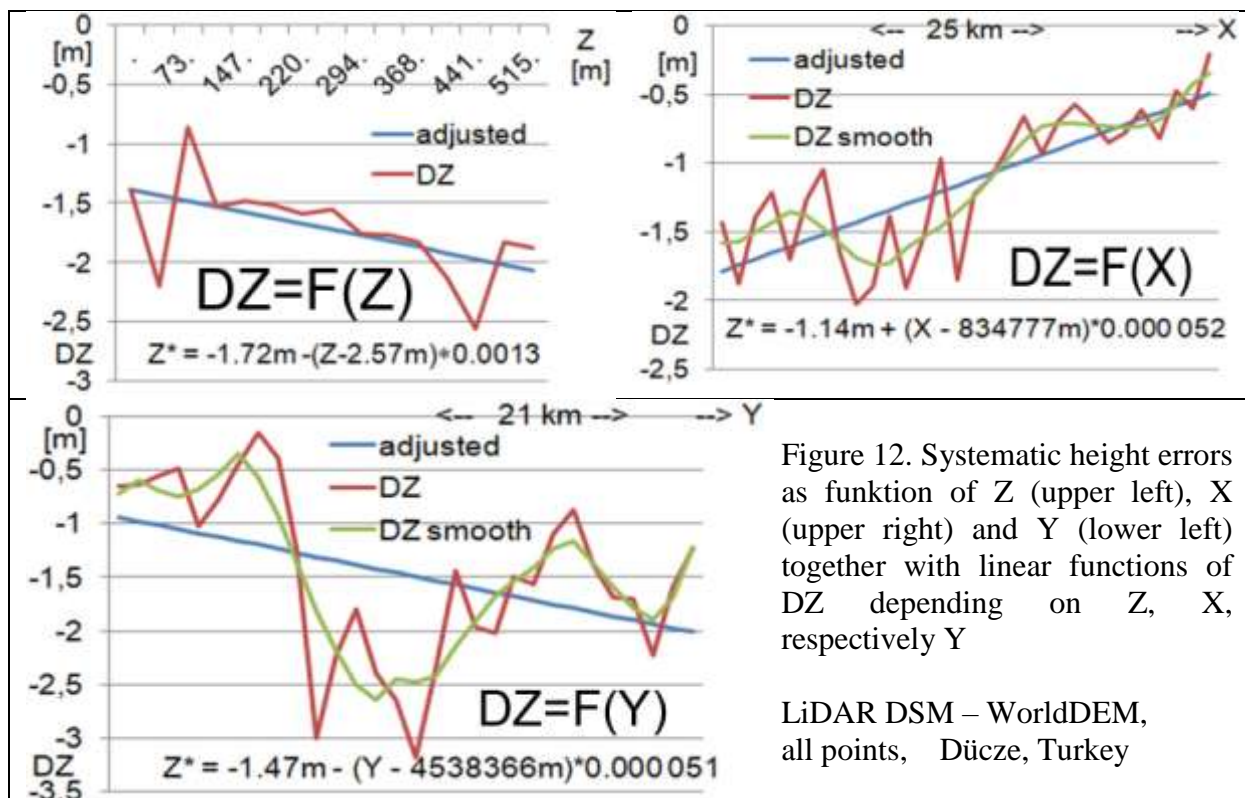 0
[m]
-0,5
-1
-1.5
-2
-2.5
DZ
-3
. 73. 147. 220. 294. 368. 441. 515.
Z
[m]
adjusted
DZ
DZ=F(Z)
Z* = -1.72m -(Z-2.57m)*0.0013
0
[m]
-0,5
-1
-1.5
-2
DZ
-2,5
<-- 25 km --> --> X
adjusted
DZ
DZ smooth
DZ=F(X)
Z* = -1.14m + (X - 834777m)*0.000 052
0
[m]
-0,5
-1
-1.5
-2
-2.5
-3
DZ
-3.5
<-- 21 km --> --> Y
adjusted
DZ
DZ smooth
DZ=F(Y)
Z* = -1.47m - (Y - 4538366m)*0.000 051
Figure 12. Systematic height errors
as funktion of Z (upper left), X
(upper right) and Y (lower left)
together with linear functions of
DZ depending on Z, X,
respectively Y
LiDAR DSM – WorldDEM,
all points, Dücze, Turkey